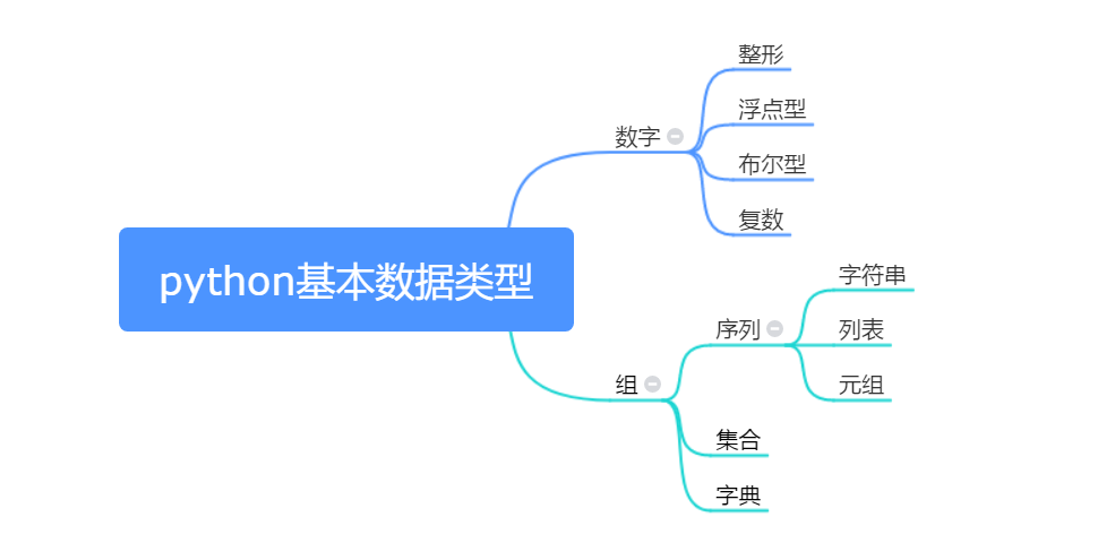 整形
浮点型
数字
布尔型
复数
python基本数据类型
字符串
序列
列表
组
元组
集合
字典